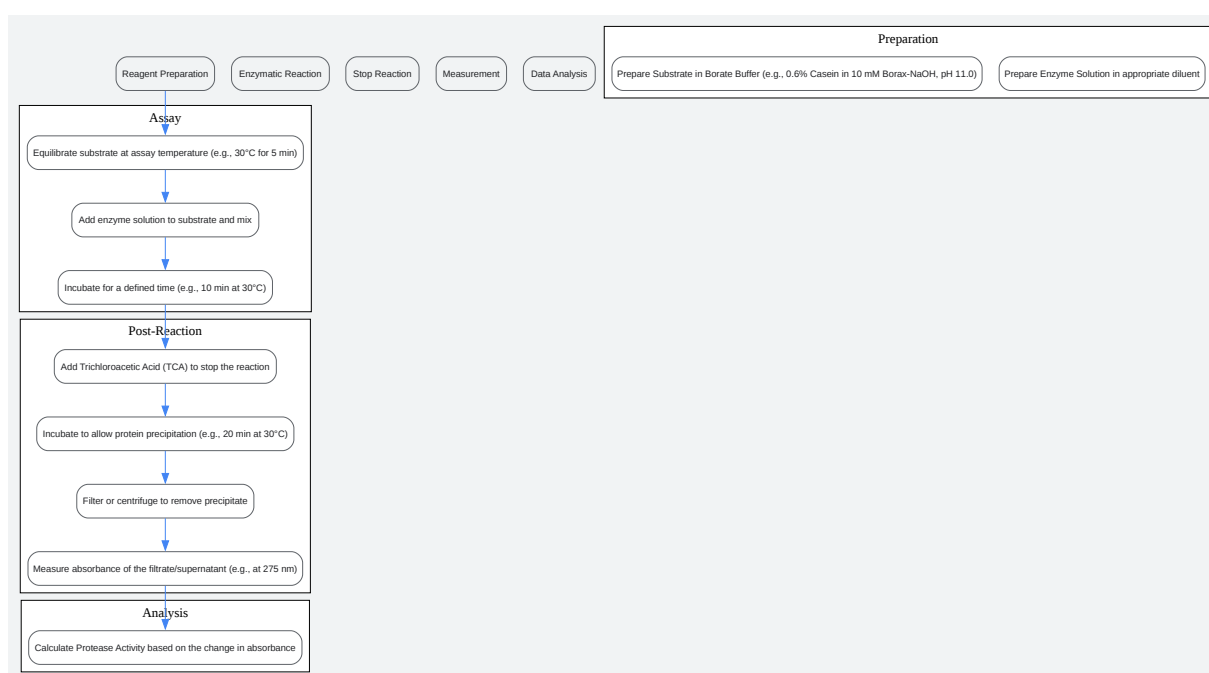 Preparation
Reagent Preparation
Enzymatic Reaction
Stop Reaction
Measurement
Data Analysis
Prepare Substrate in Borate Buffer (e.g., 0.6% Casein in 10 mM Borax-NaOH, pH 11.0)
Prepare Enzyme Solution in appropriate diluent
Assay
Equilibrate substrate at assay temperature (e.g., 30°C for 5 min)
Add enzyme solution to substrate and mix
Incubate for a defined time (e.g., 10 min at 30°C)
Post-Reaction
Add Trichloroacetic Acid (TCA) to stop the reaction
Incubate to allow protein precipitation (e.g., 20 min at 30°C)
Filter or centrifuge to remove precipitate
Measure absorbance of the filtrate/supernatant (e.g., at 275 nm)
Analysis
Calculate Protease Activity based on the change in absorbance